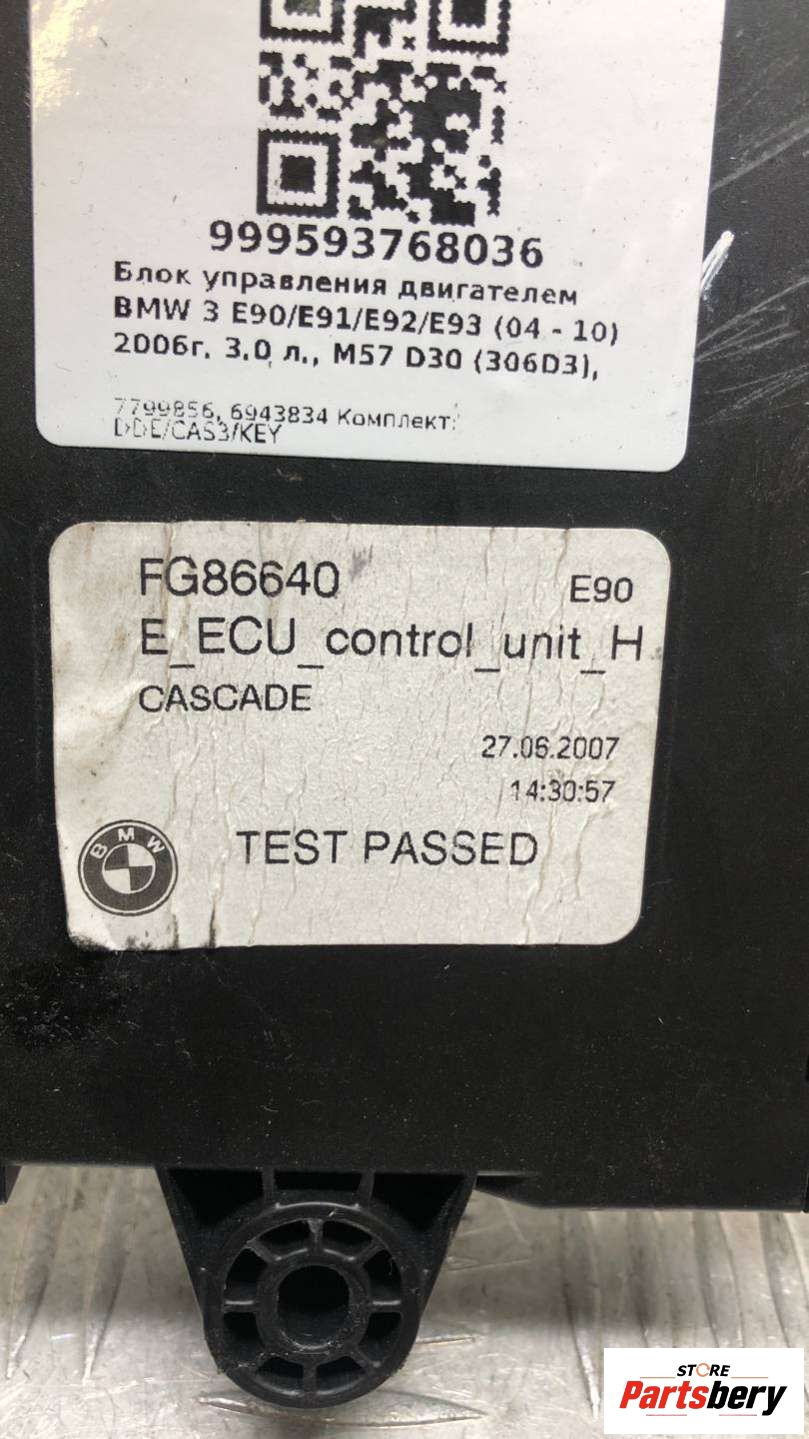 999593768036
Блок управления двигателем
BMW 3 E90/E91/E92/E93 (04 - 10)
2006г. 3.0 л., M57 D30 (306D3),
7799856, 6943834 Комплект:
DDE/CAS3/KEY
FG86640 E90
E_ECU_control_unit_H
CASCADE
27.06.2007
14:30:57
BMW
TEST PASSED
STORE
Partsbery